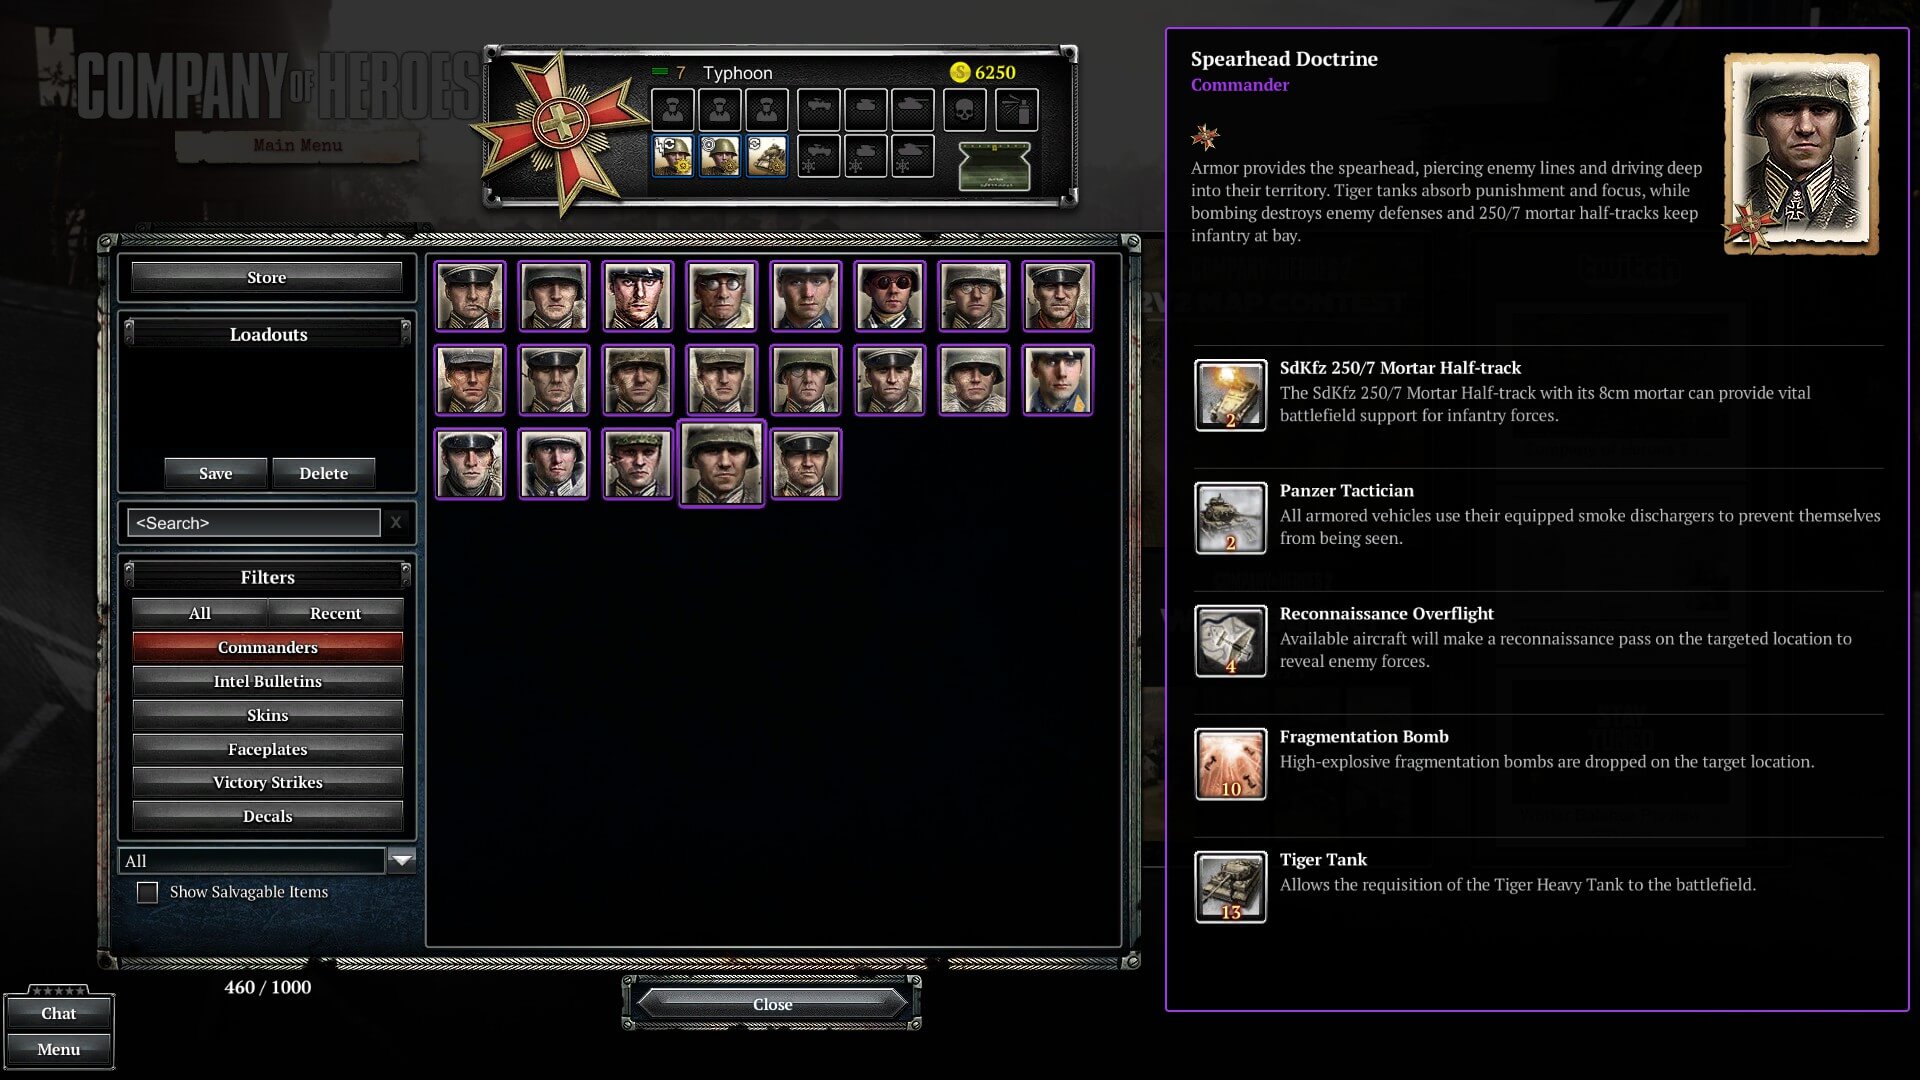 COMPANY OF HEROES
Main Menu
7 Typhoon
6250
Store
Loadouts
Save
Delete
<Search>
X
Filters
All
Recent
Commanders
Intel Bulletins
Skins
Faceplates
Victory Strikes
Decals
All
Show Salvagable Items
460 / 1000
Close
Chat
Menu
Spearhead Doctrine
Commander
Armor provides the spearhead, piercing enemy lines and driving deep
into their territory. Tiger tanks absorb punishment and focus, while
bombing destroys enemy defenses and 250/7 mortar half-tracks keep
infantry at bay.
SdKfz 250/7 Mortar Half-track
The SdKfz 250/7 Mortar Half-track with its 8cm mortar can provide vital
battlefield support for infantry forces.
2
Panzer Tactician
All armored vehicles use their equipped smoke dischargers to prevent themselves
from being seen.
2
Reconnaissance Overflight
Available aircraft will make a reconnaissance pass on the targeted location to
reveal enemy forces.
4
Fragmentation Bomb
High-explosive fragmentation bombs are dropped on the target location.
10
Tiger Tank
Allows the requisition of the Tiger Heavy Tank to the battlefield.
13